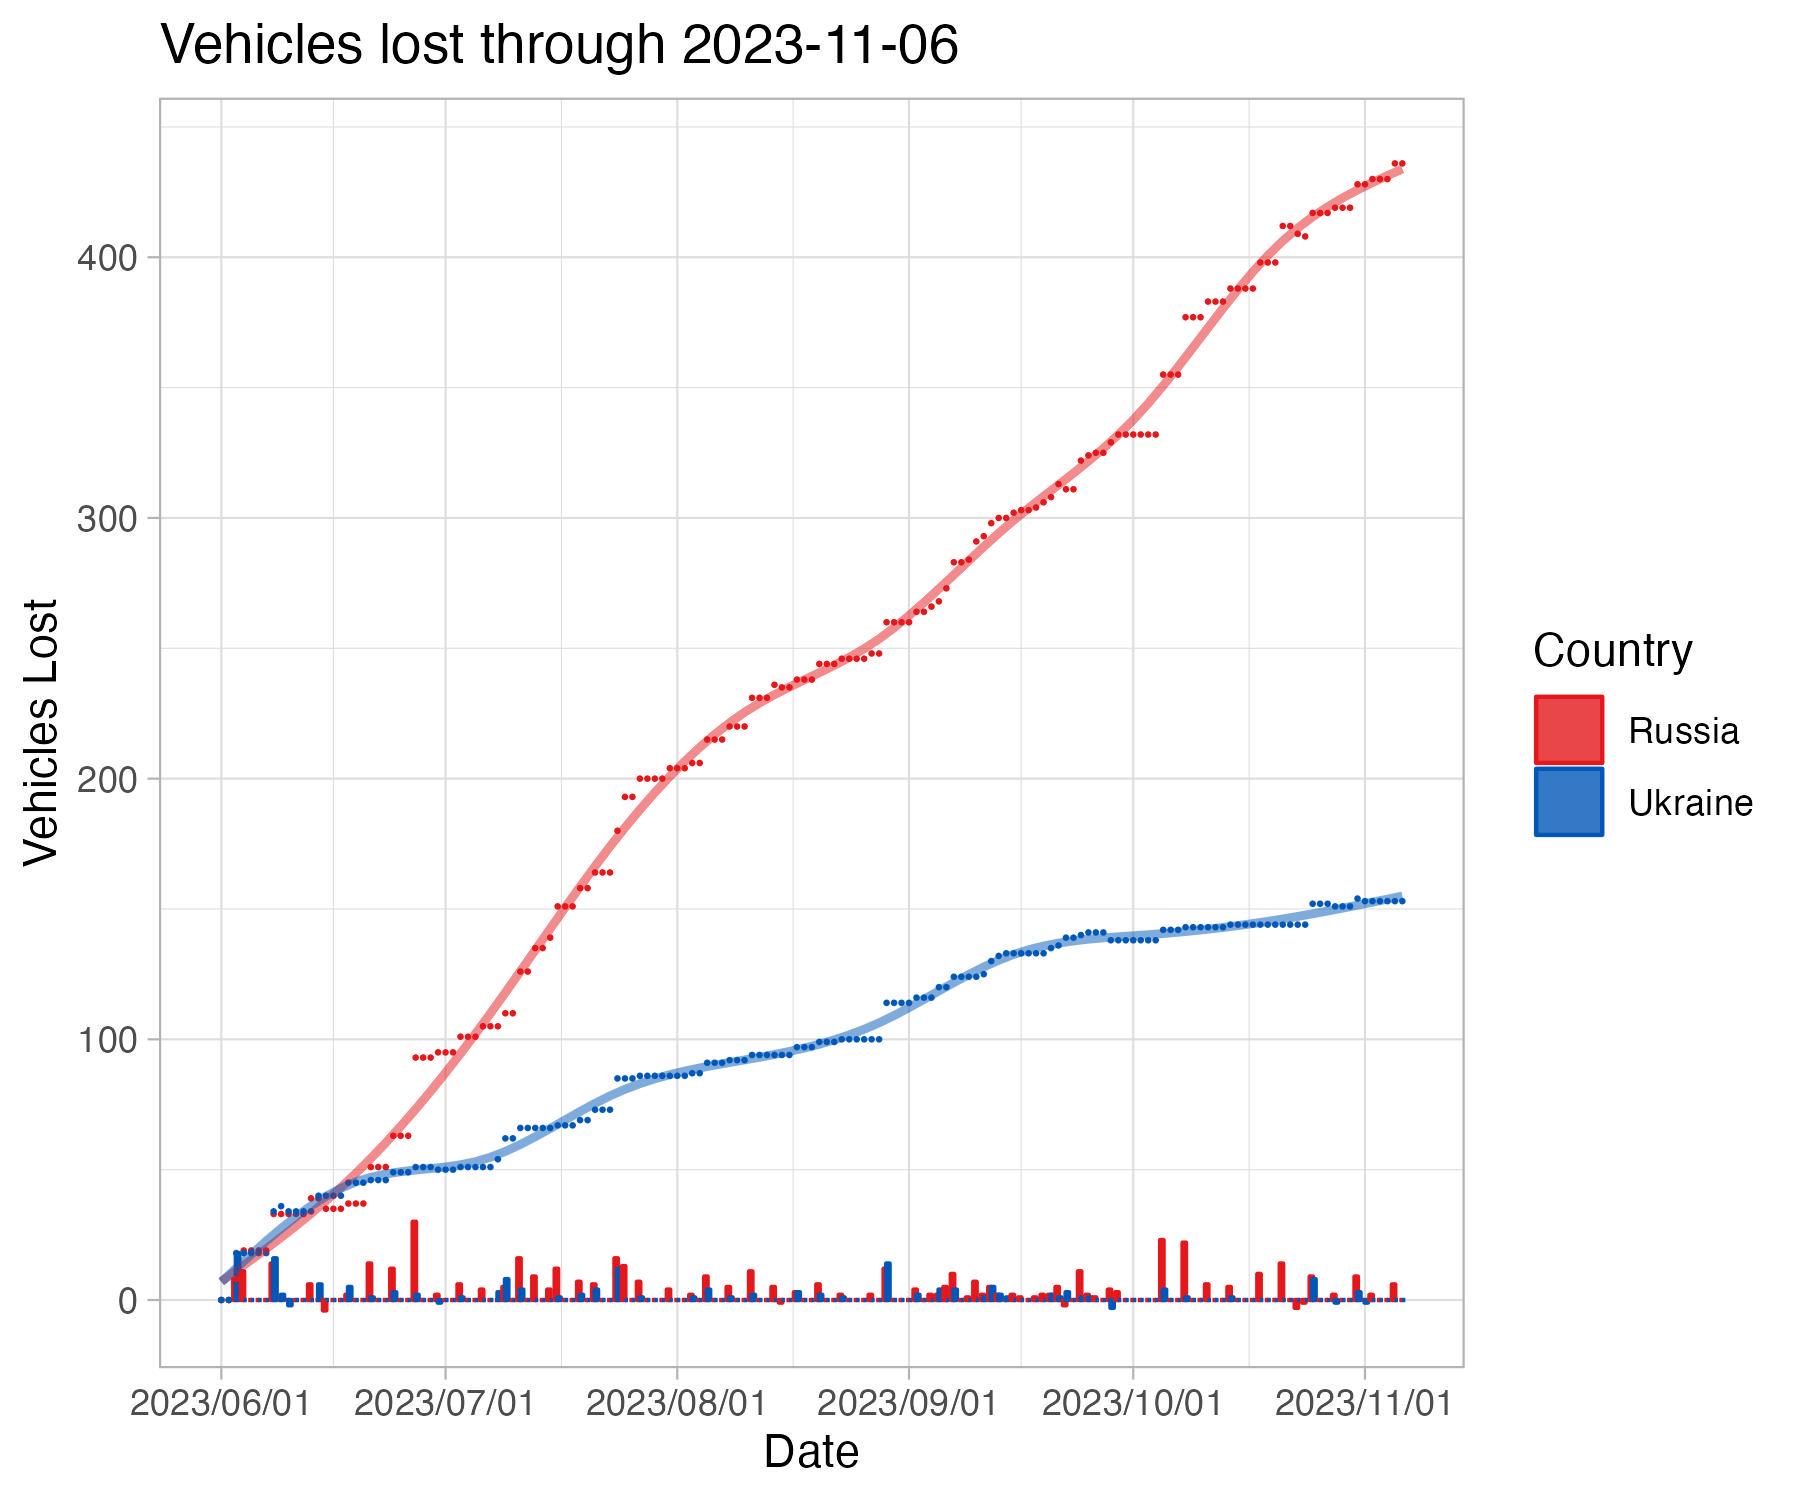 Vehicles lost through 2023-11-06
Vehicles Lost
400
300
200
100
0
2023/06/01 2023/07/01 2023/08/01 2023/09/01 2023/10/01 2023/11/01
Date
Country
Russia
Ukraine